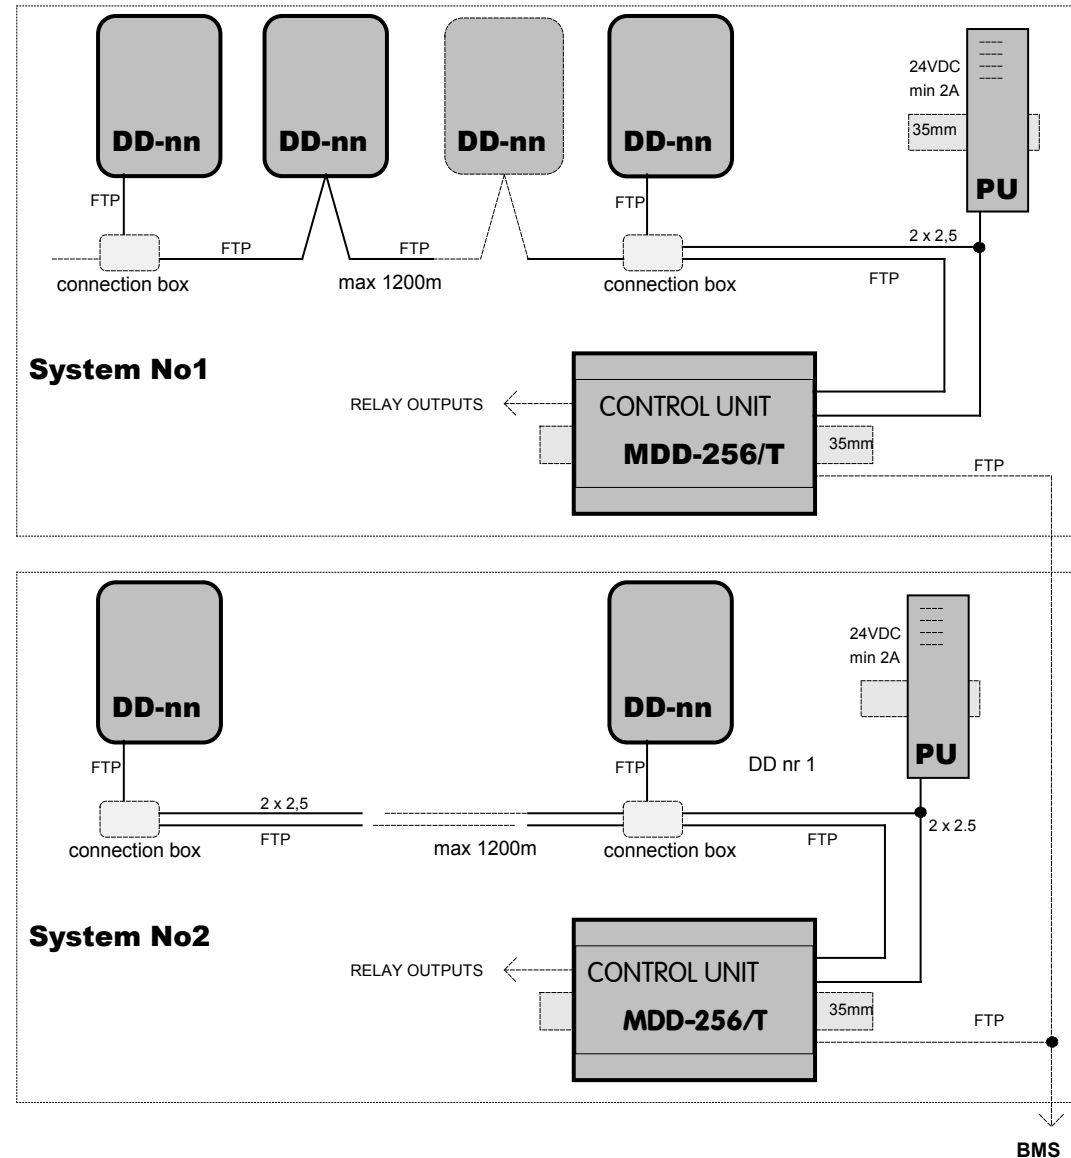 DD-nn
DD-nn
DD-nn
DD-nn
24VDC
min 2A
35mm
PU
FTP
FTP
FTP
FTP
FTP
2 x 2,5
connection box
max 1200m
connection box
System No1
RELAY OUTPUTS
CONTROL UNIT
MDD-256/T
35mm
FTP
DD-nn
DD-nn
24VDC
min 2A
PU
FTP
FTP
DD nr 1
2 x 2,5
FTP
max 1200m
FTP
2 x 2.5
connection box
connection box
System No2
RELAY OUTPUTS
CONTROL UNIT
MDD-256/T
35mm
FTP
BMS